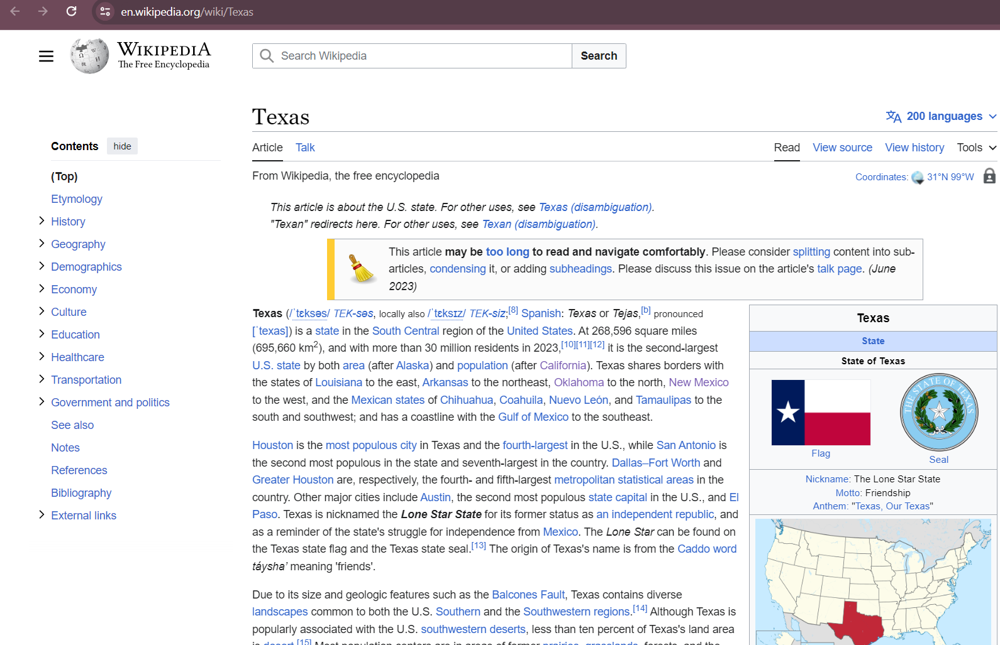 en.wikipedia.org/wiki/Texas
WIKIPEDIA
The Free Encyclopedia
Search Wikipedia
Search
Contents
hide
(Top)
Etymology
History
Geography
Demographics
Economy
Culture
Education
Healthcare
Transportation
Government and politics
See also
Notes
References
Bibliography
External links
Texas
200 languages
Article
Talk
Read
View source
View history
Tools
From Wikipedia, the free encyclopedia
Coordinates: 31°N 99°W
This article is about the U.S. state. For other uses, see Texas (disambiguation).
"Texan" redirects here. For other uses, see Texan (disambiguation).
This article may be too long to read and navigate comfortably. Please consider splitting content into sub-
articles, condensing it, or adding subheadings. Please discuss this issue on the article's talk page. (June
2023)
Texas (/ˈtɛksəs/ TEK-səs, locally also /ˈtɛksɪz/ TEK-siz;[8] Spanish: Texas or Tejas,[b] pronounced
[ˈtexas]) is a state in the South Central region of the United States. At 268,596 square miles
(695,660 km2), and with more than 30 million residents in 2023,[10][11][12] it is the second-largest
U.S. state by both area (after Alaska) and population (after California). Texas shares borders with
the states of Louisiana to the east, Arkansas to the northeast, Oklahoma to the north, New Mexico
to the west, and the Mexican states of Chihuahua, Coahuila, Nuevo León, and Tamaulipas to the
south and southwest; and has a coastline with the Gulf of Mexico to the southeast.
Houston is the most populous city in Texas and the fourth-largest in the U.S., while San Antonio is
the second most populous in the state and seventh-largest in the country. Dallas–Fort Worth and
Greater Houston are, respectively, the fourth- and fifth-largest metropolitan statistical areas in the
country. Other major cities include Austin, the second most populous state capital in the U.S., and El
Paso. Texas is nicknamed the Lone Star State for its former status as an independent republic, and
as a reminder of the state's struggle for independence from Mexico. The Lone Star can be found on
the Texas state flag and the Texas state seal.[13] The origin of Texas's name is from the Caddo word
táyshaʼ meaning 'friends'.
Due to its size and geologic features such as the Balcones Fault, Texas contains diverse
landscapes common to both the U.S. Southern and the Southwestern regions.[14] Although Texas is
popularly associated with the U.S. southwestern deserts, less than ten percent of Texas's land area
is desert.[15] Most population centers are in areas of former prairies, grasslands, forests, and the
Texas
State
State of Texas
THE STATE OF TEXAS
Flag
Seal
Nickname: The Lone Star State
Motto: Friendship
Anthem: "Texas, Our Texas"